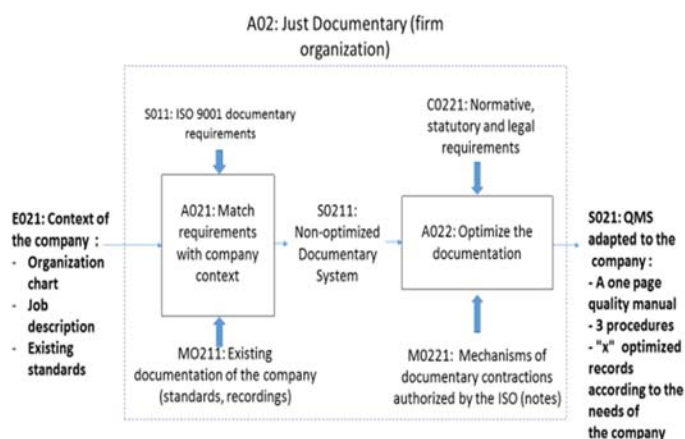 A02: Just Documentary (firm
organization)
S011: ISO 9001 documentary
requirements
C0221: Normative,
statutory and legal
requirements
E021: Context of
the company :
- Organization
chart
- Job
description
- Existing
standards
A021: Match
requirements
with company
context
S0211:
Non-optimized
Documentary
System
A022: Optimize the
documentation
S021: QMS
adapted to the
company :
- A one page
quality manual
- 3 procedures
- "x" optimized
records
according to the
needs of
the company
MO211: Existing
documentation of the company
(standards, recordings)
M0221: Mechanisms of
documentary contractions
authorized by the ISO (notes)